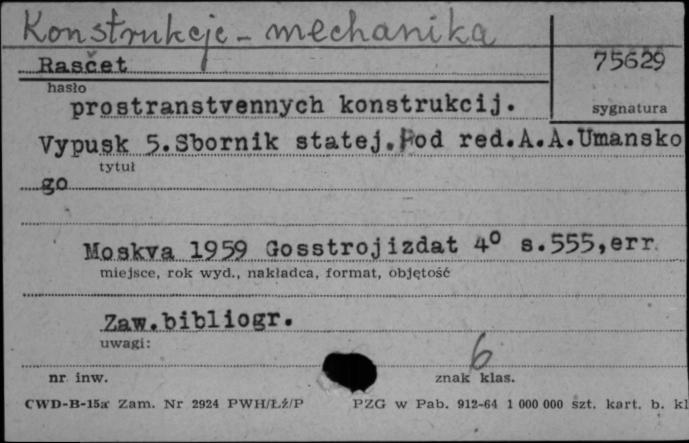 Konstrukcje - mechanika
Rasčet
75629
hasło
prostranstvennych konstrukcij.
sygnatura
Vypusk 5.Sbornik statej.Pod red.A.A.Umansko
tytuł
go
Moskva 1959 Gosstrojizdat 4º s.555,err.
miejsce, rok wyd., nakładca, format, objętość
Zaw.bibliogr.
uwagi:
6
nr inw.
znak klas.
CWD-B-15a Zam. Nr 2924 PWH/Łź/P
PZG w Pab. 912-64 1 000 000 szt. kart. b. kl